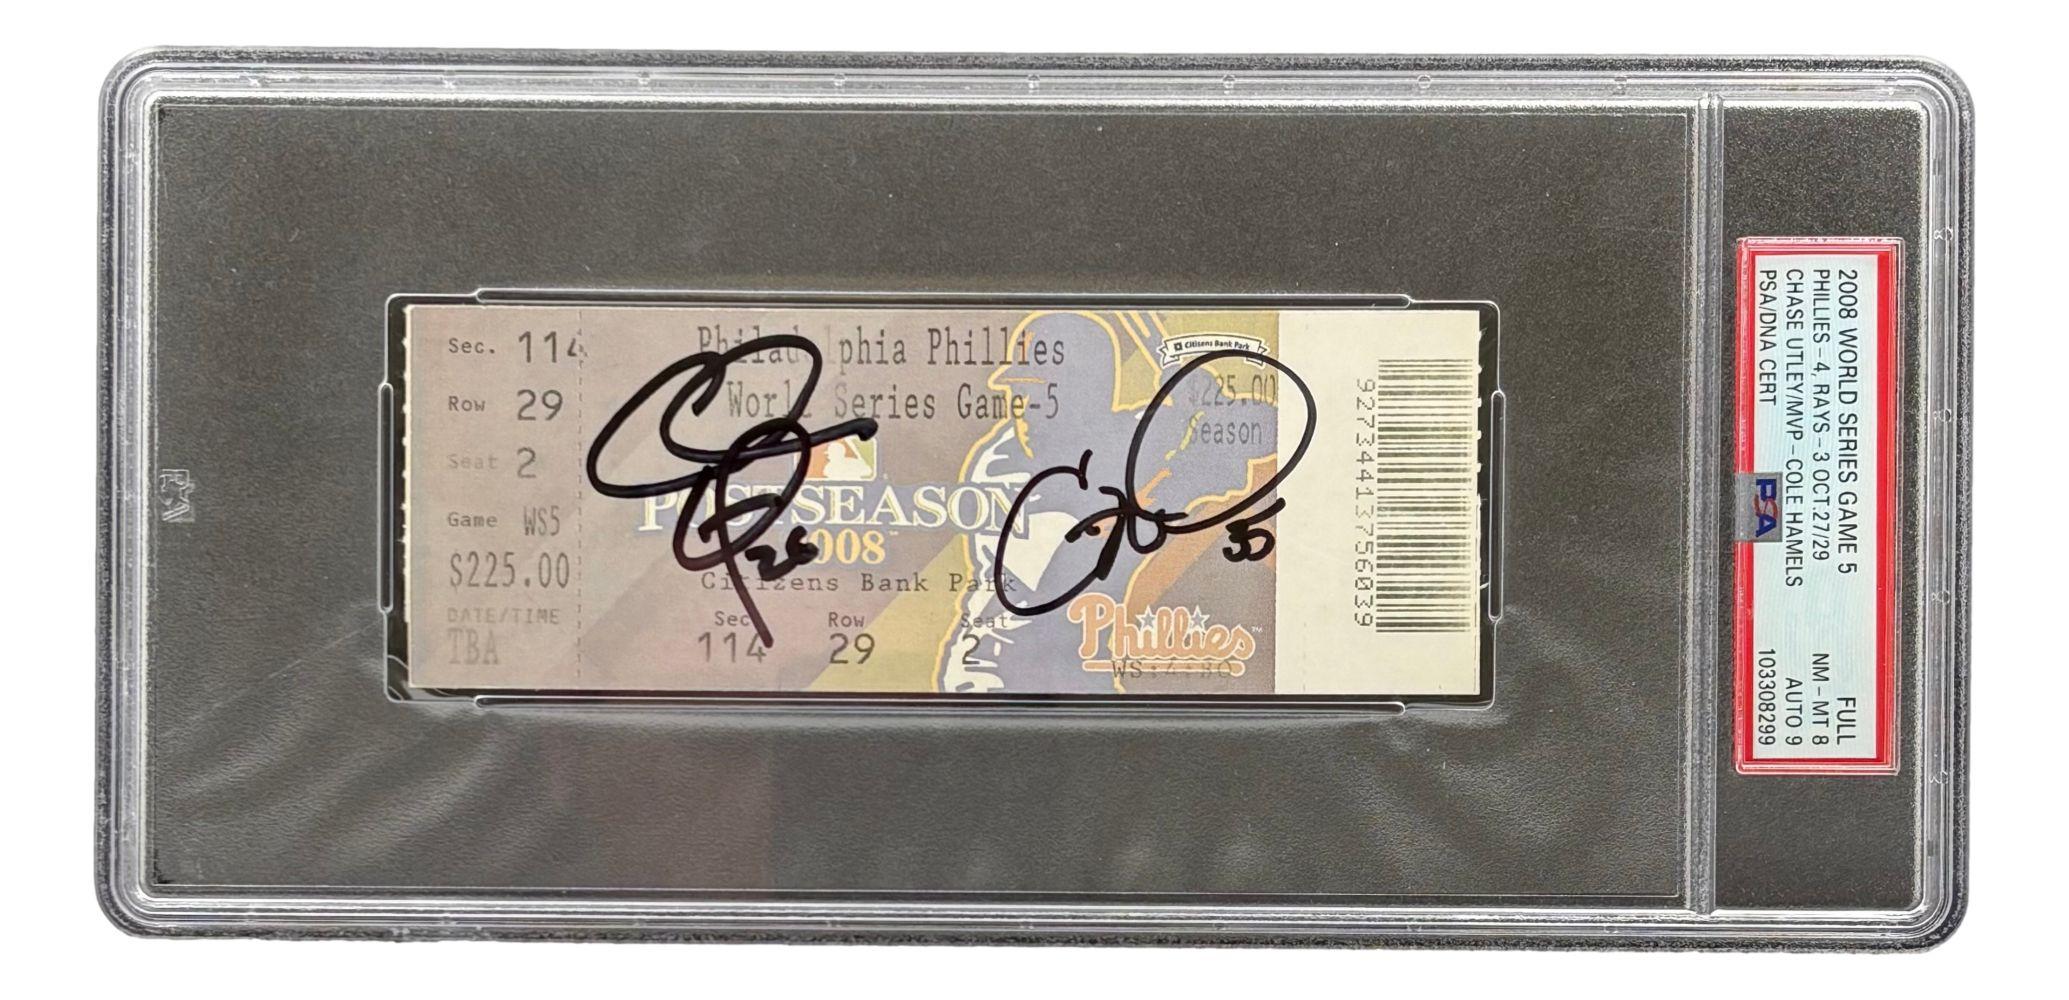 Sec. 114
Row 29
Seat 2
Game WS5
$225.00
DATE/TIME
TBA
Philadelphia Phillies
World Series Game-5
POSTSEASON
2008
Citizens Bank Park
Sec Row Seat
114 29 2
Citizens Bank Park
$225.00
Season
26
35
Phillies
92734413756039
2008 WORLD SERIES GAME 5 FULL
PHILLIES - 4, RAYS - 3 OCT.27/29 NM - MT 8
CHASE UTLEY/MVP - COLE HAMELS AUTO 9
PSA/DNA CERT 103308299
PSA
PSA